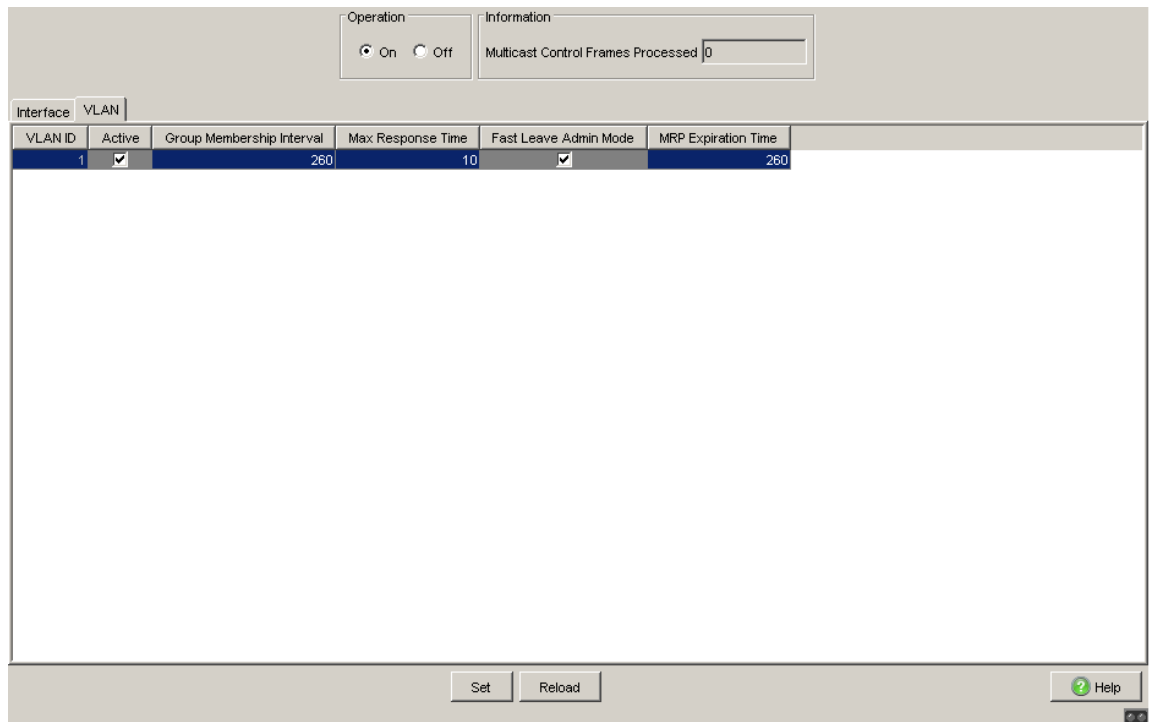 Operation
Information
On Off
Multicast Control Frames Processed 0
Interface VLAN
VLAN ID Active Group Membership Interval Max Response Time Fast Leave Admin Mode MRP Expiration Time
1 260 10 260
Set Reload Help